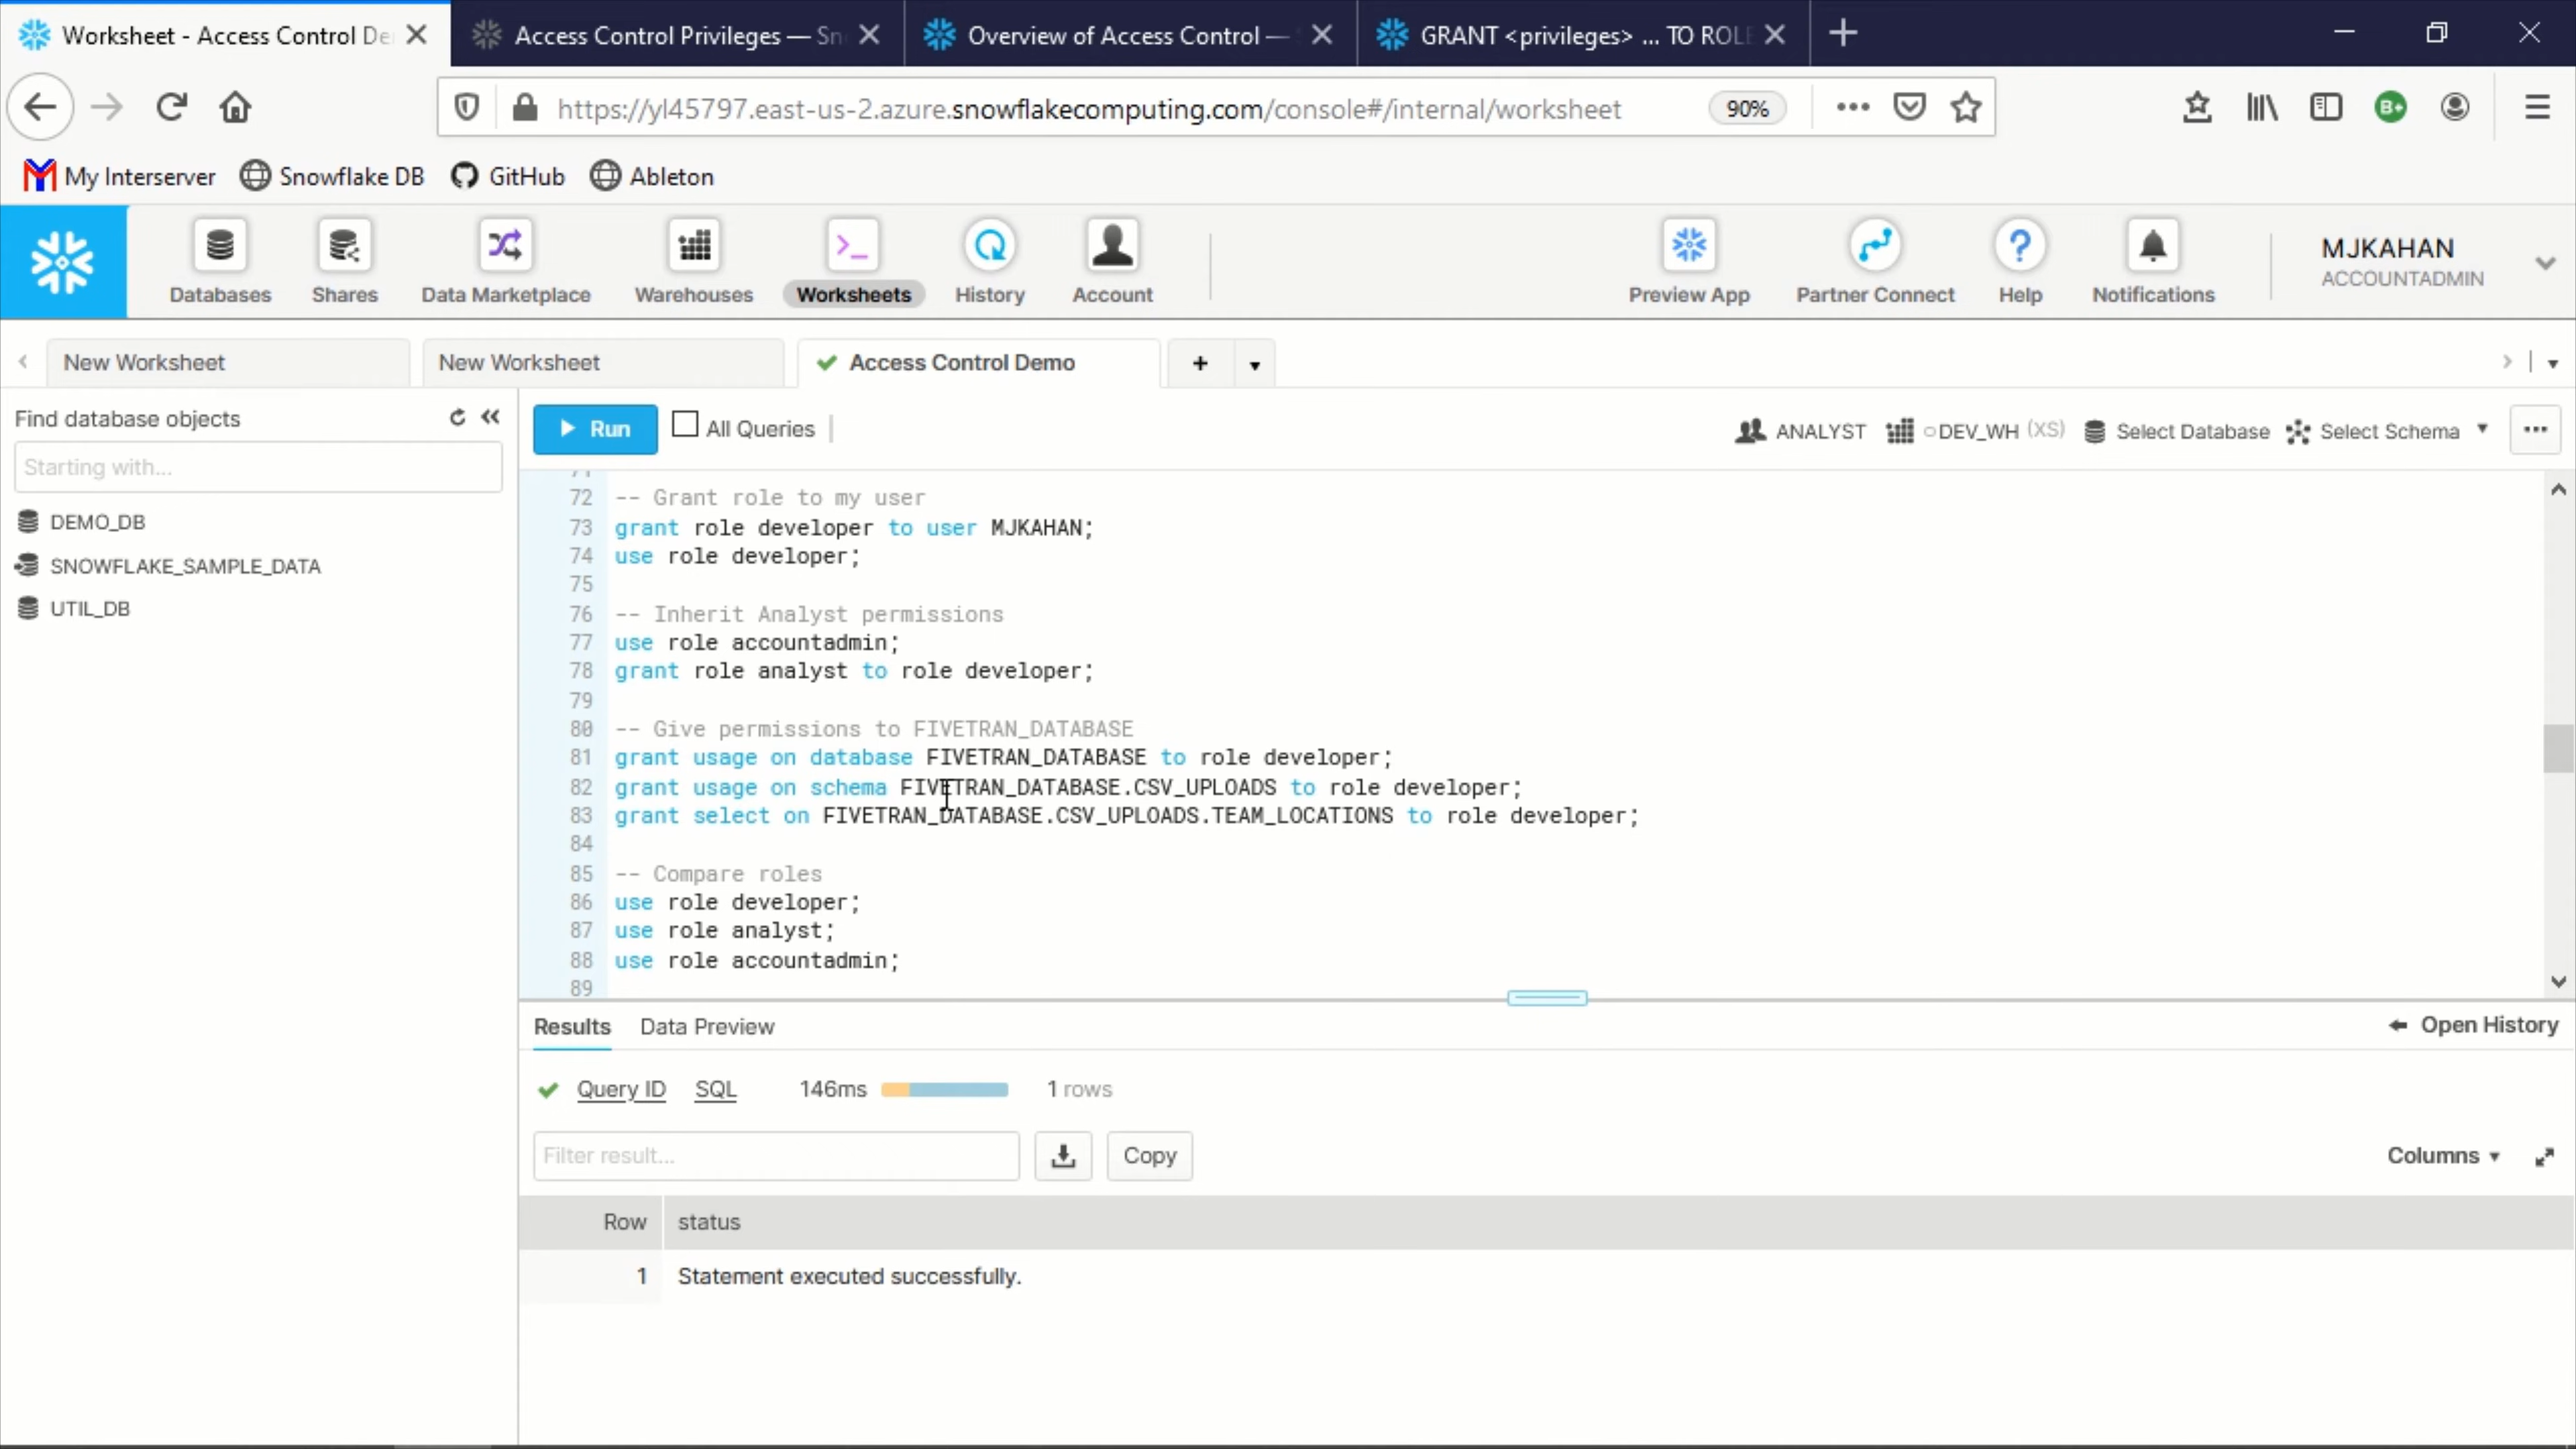 Worksheet - Access Control De
Access Control Privileges — Sn
Overview of Access Control —
GRANT <privileges> ... TO ROLE
https://yl45797.east-us-2.azure.snowflakecomputing.com/console#/internal/worksheet
90%
B+
My Interserver
Snowflake DB
GitHub
Ableton
Databases
Shares
Data Marketplace
Warehouses
Worksheets
History
Account
Preview App
Partner Connect
Help
Notifications
MJKAHAN
ACCOUNTADMIN
New Worksheet
New Worksheet
Access Control Demo
Find database objects
Starting with...
DEMO_DB
SNOWFLAKE_SAMPLE_DATA
UTIL_DB
Run
All Queries
ANALYST
DEV_WH (XS)
Select Database
Select Schema
71
72 -- Grant role to my user
73 grant role developer to user MJKAHAN;
74 use role developer;
75
76 -- Inherit Analyst permissions
77 use role accountadmin;
78 grant role analyst to role developer;
79
80 -- Give permissions to FIVETRAN_DATABASE
81 grant usage on database FIVETRAN_DATABASE to role developer;
82 grant usage on schema FIVETRAN_DATABASE.CSV_UPLOADS to role developer;
83 grant select on FIVETRAN_DATABASE.CSV_UPLOADS.TEAM_LOCATIONS to role developer;
84
85 -- Compare roles
86 use role developer;
87 use role analyst;
88 use role accountadmin;
89
Results
Data Preview
Open History
Query ID
SQL
146ms
1 rows
Filter result...
Copy
Columns
Row status
1 Statement executed successfully.